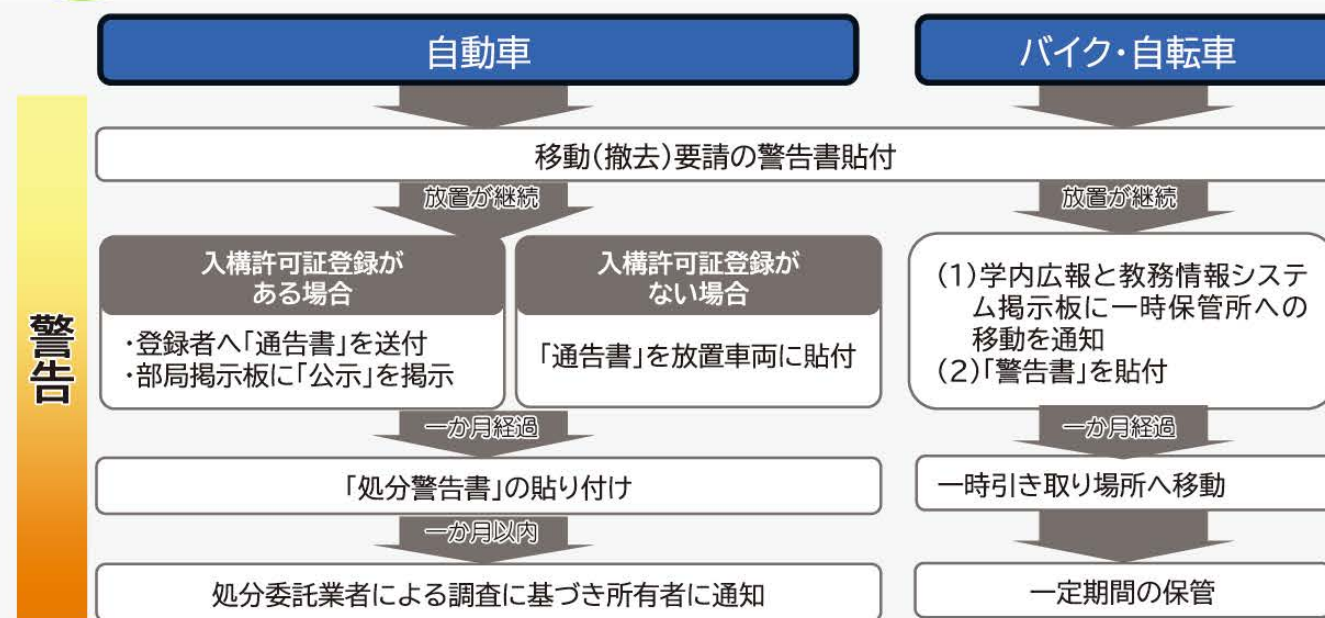 自動車
バイク・自転車
警告
移動(撤去)要請の警告書貼付
放置が継続
放置が継続
入構許可証登録が
ある場合
・登録者へ「通告書」を送付
・部局掲示板に「公示」を掲示
入構許可証登録が
ない場合
「通告書」を放置車両に貼付
(1)学内広報と教務情報システ
ム掲示板に一時保管所への
移動を通知
(2)「警告書」を貼付
一か月経過
一か月経過
「処分警告書」の貼り付け
一時引き取り場所へ移動
一か月以内
処分委託業者による調査に基づき所有者に通知
一定期間の保管